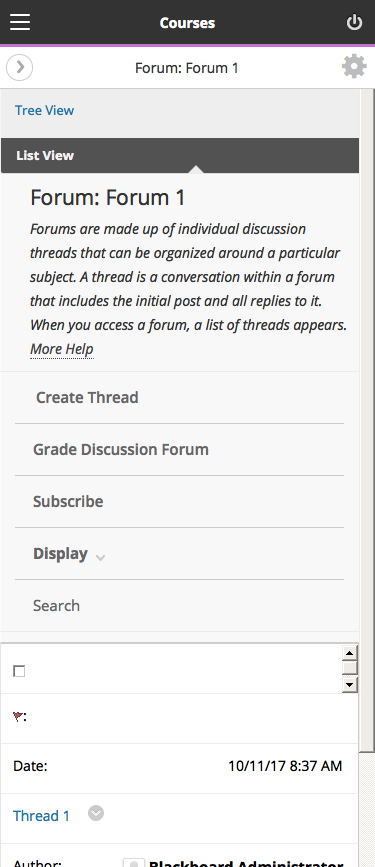 Courses
Forum: Forum 1
Tree View
List View
Forum: Forum 1
Forums are made up of individual discussion
threads that can be organized around a particular
subject. A thread is a conversation within a forum
that includes the initial post and all replies to it.
When you access a forum, a list of threads appears.
More Help
Create Thread
Grade Discussion Forum
Subscribe
Display
Search
:
Date: 10/11/17 8:37 AM
Thread 1
Author: Blackboard Administrator